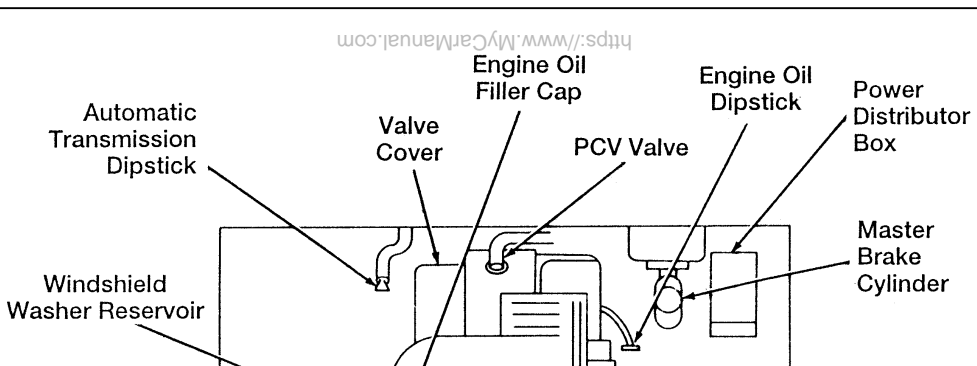 https://www.MyCarManual.com
Engine Oil
Filler Cap
Engine Oil
Dipstick
Power
Distributor
Box
Automatic
Transmission
Dipstick
Valve
Cover
PCV Valve
Master
Brake
Cylinder
Windshield
Washer Reservoir